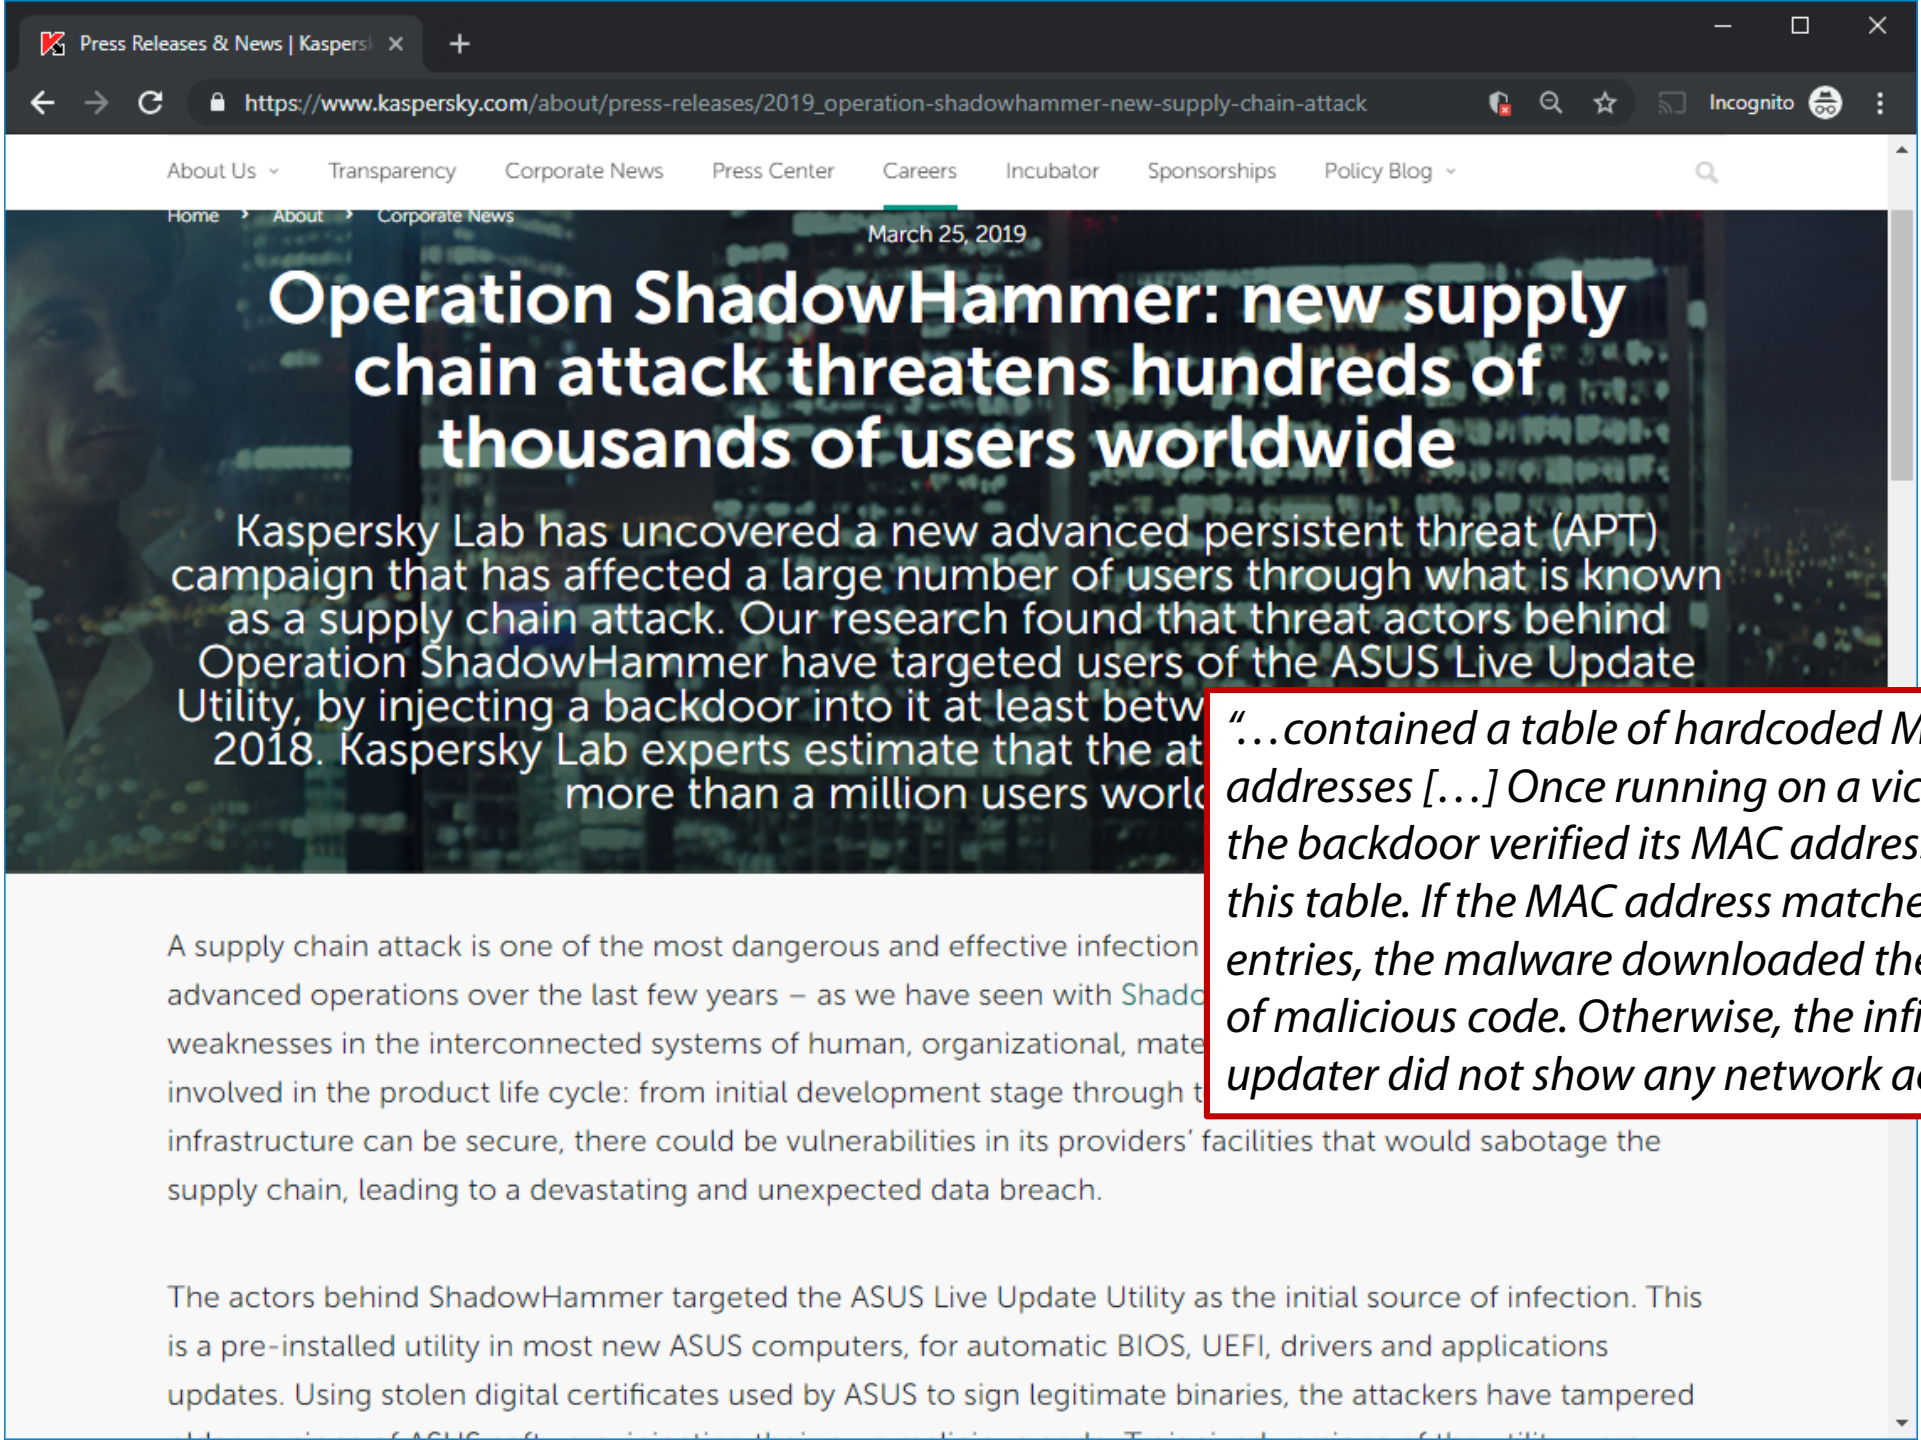 Press Releases & News | Kaspers
https://www.kaspersky.com/about/press-releases/2019_operation-shadowhammer-new-supply-chain-attack
Incognito
About Us Transparency Corporate News Press Center Careers Incubator Sponsorships Policy Blog
Home > About > Corporate News
March 25, 2019
Operation ShadowHammer: new supply
chain attack threatens hundreds of
thousands of users worldwide
Kaspersky Lab has uncovered a new advanced persistent threat (APT)
campaign that has affected a large number of users through what is known
as a supply chain attack. Our research found that threat actors behind
Operation ShadowHammer have targeted users of the ASUS Live Update
Utility, by injecting a backdoor into it at least betw
2018. Kaspersky Lab experts estimate that the at
more than a million users world
“…contained a table of hardcoded M
addresses […] Once running on a vic
the backdoor verified its MAC addres
this table. If the MAC address matche
entries, the malware downloaded the
of malicious code. Otherwise, the infi
updater did not show any network a
A supply chain attack is one of the most dangerous and effective infection
advanced operations over the last few years – as we have seen with Shado
weaknesses in the interconnected systems of human, organizational, mate
involved in the product life cycle: from initial development stage through t
infrastructure can be secure, there could be vulnerabilities in its providers’ facilities that would sabotage the
supply chain, leading to a devastating and unexpected data breach.
The actors behind ShadowHammer targeted the ASUS Live Update Utility as the initial source of infection. This
is a pre-installed utility in most new ASUS computers, for automatic BIOS, UEFI, drivers and applications
updates. Using stolen digital certificates used by ASUS to sign legitimate binaries, the attackers have tampered